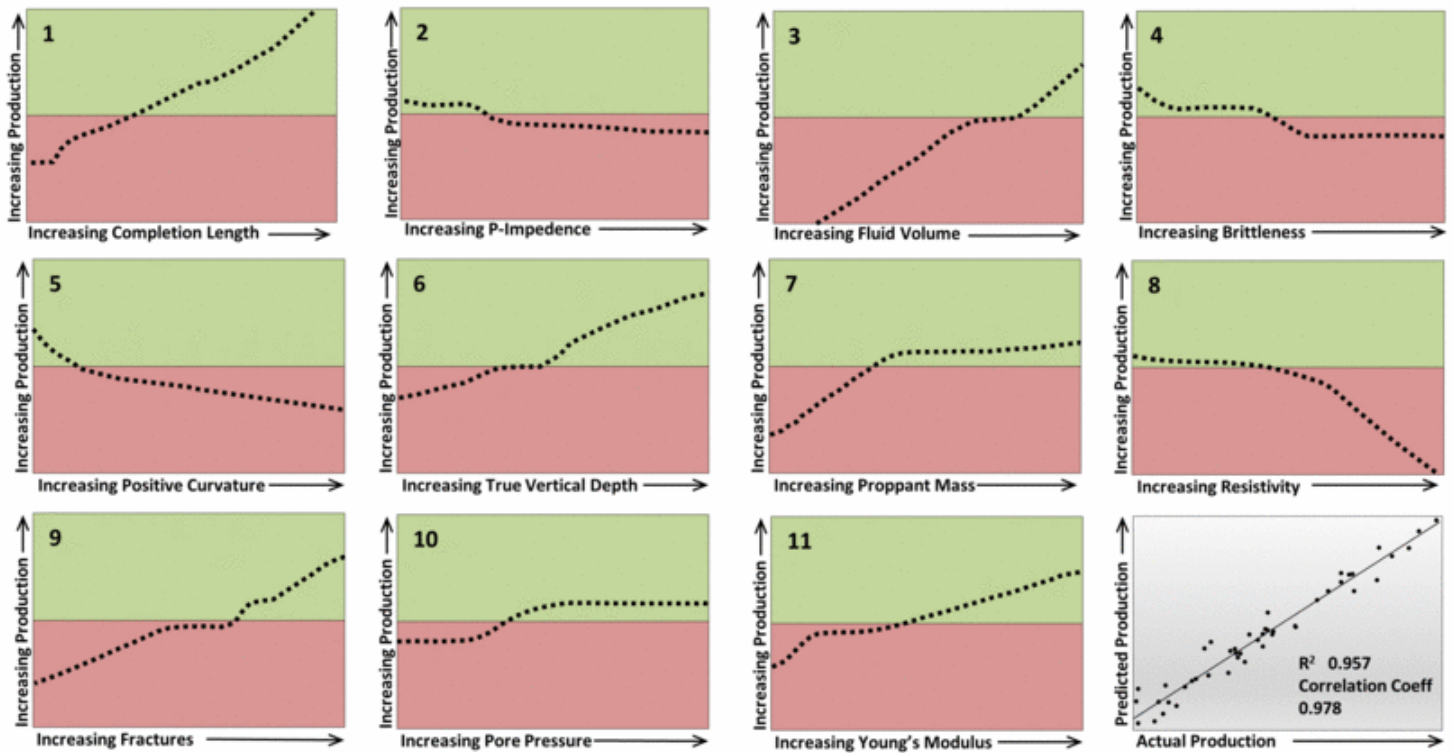 1
Increasing Production
Increasing Completion Length
2
Increasing Production
Increasing P-Impedence
3
Increasing Production
Increasing Fluid Volume
4
Increasing Production
Increasing Brittleness
5
Increasing Production
Increasing Positive Curvature
6
Increasing Production
Increasing True Vertical Depth
7
Increasing Production
Increasing Proppant Mass
8
Increasing Production
Increasing Resistivity
9
Increasing Production
Increasing Fractures
10
Increasing Production
Increasing Pore Pressure
11
Increasing Production
Increasing Young's Modulus
Predicted Production
R² 0.957
Correlation Coeff
0.978
Actual Production